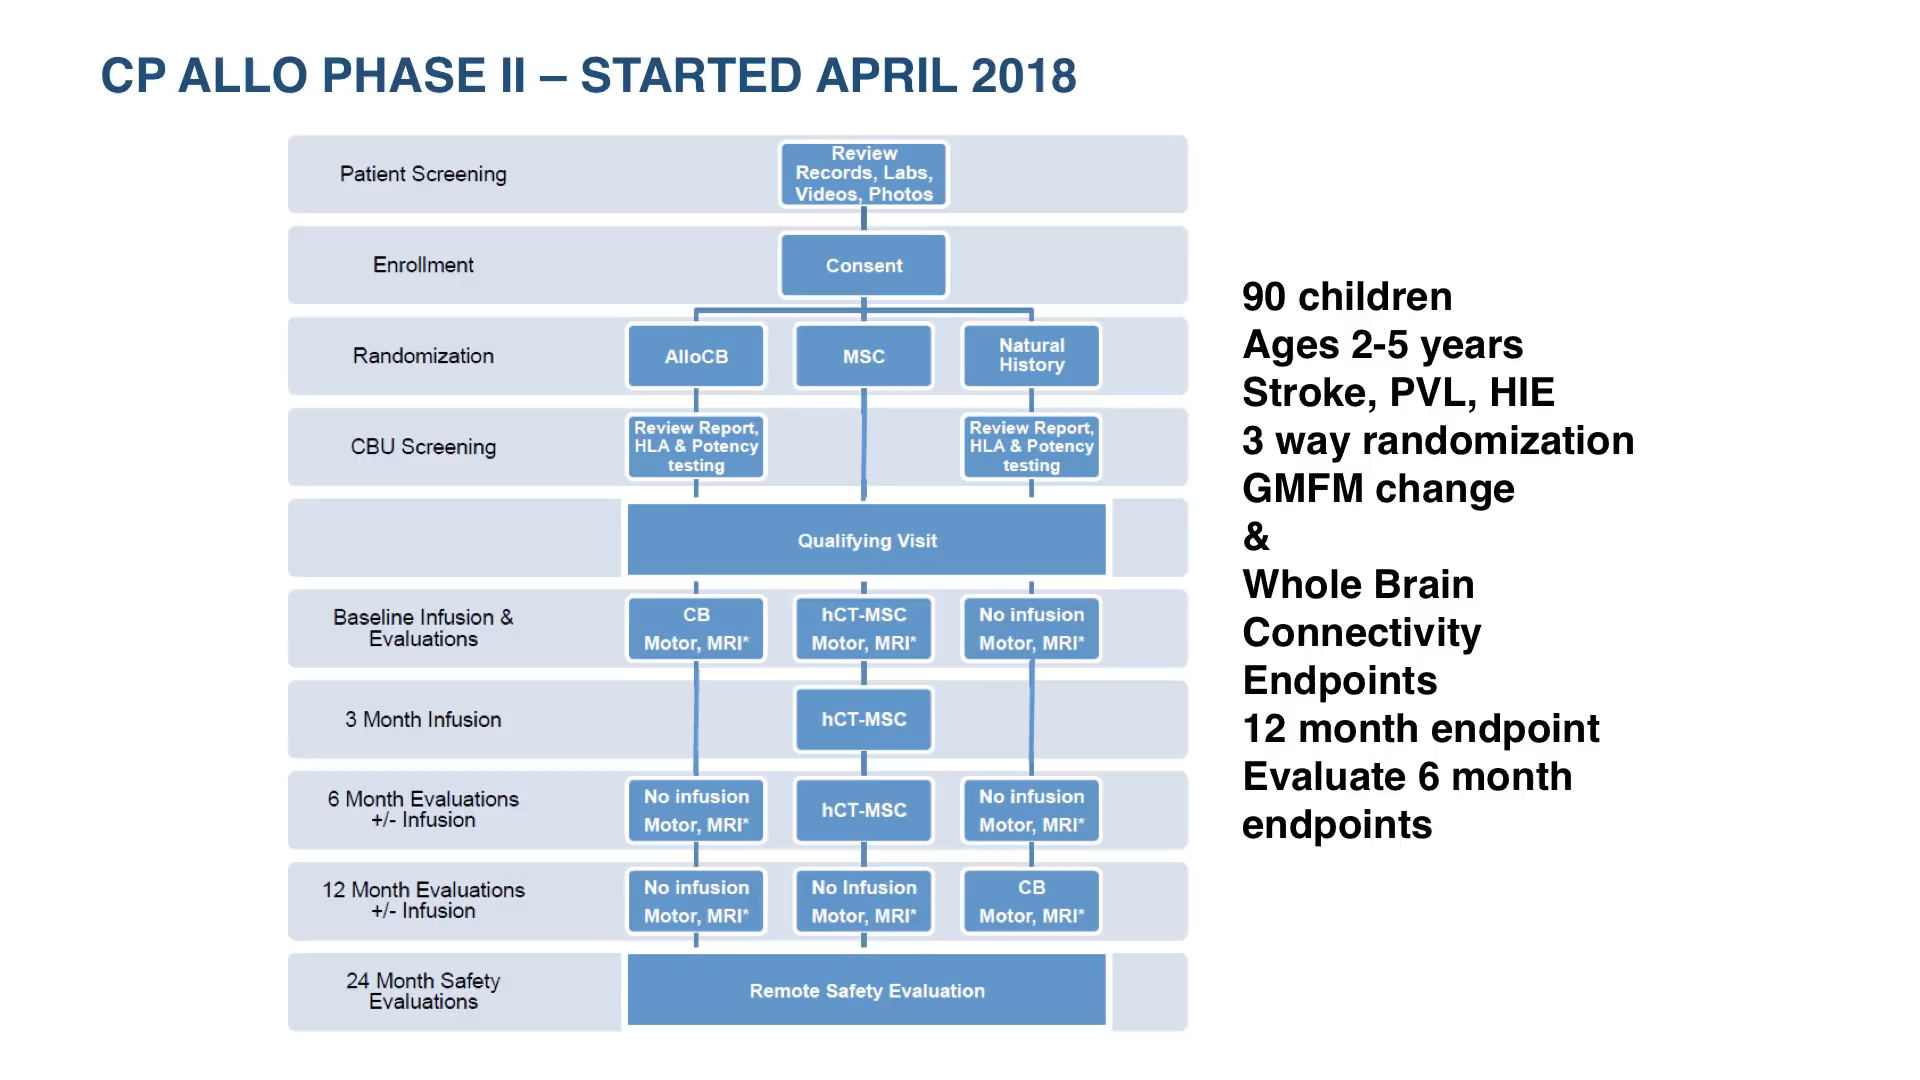 CP ALLO PHASE II – STARTED APRIL 2018
Patient Screening
Review
Records, Labs,
Videos, Photos
Enrollment
Consent
Randomization
AlloCB
MSC
Natural
History
CBU Screening
Review Report,
HLA & Potency
testing
Review Report,
HLA & Potency
testing
Qualifying Visit
Baseline Infusion &
Evaluations
CB
Motor, MRI*
hCT-MSC
Motor, MRI*
No infusion
Motor, MRI*
3 Month Infusion
hCT-MSC
6 Month Evaluations
+/- Infusion
No infusion
Motor, MRI*
hCT-MSC
No infusion
Motor, MRI*
12 Month Evaluations
+/- Infusion
No infusion
Motor, MRI*
No Infusion
Motor, MRI*
CB
Motor, MRI*
24 Month Safety
Evaluations
Remote Safety Evaluation
90 children
Ages 2-5 years
Stroke, PVL, HIE
3 way randomization
GMFM change
&
Whole Brain
Connectivity
Endpoints
12 month endpoint
Evaluate 6 month
endpoints